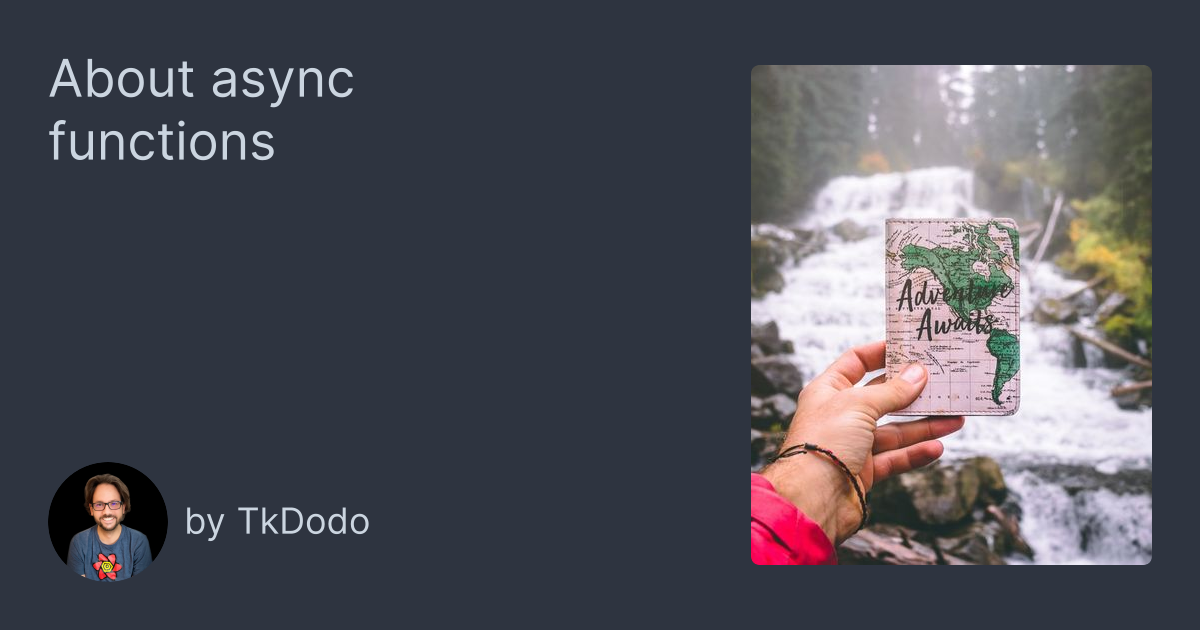 About async
functions
Adventure
Awaits
by TkDodo